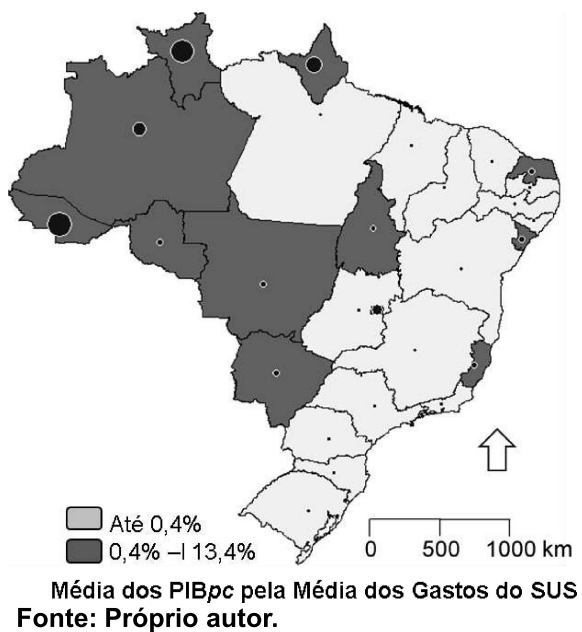 Até 0,4%
0,4% –I 13,4%
0 500 1000 km
Média dos PIBpc pela Média dos Gastos do SUS
Fonte: Próprio autor.